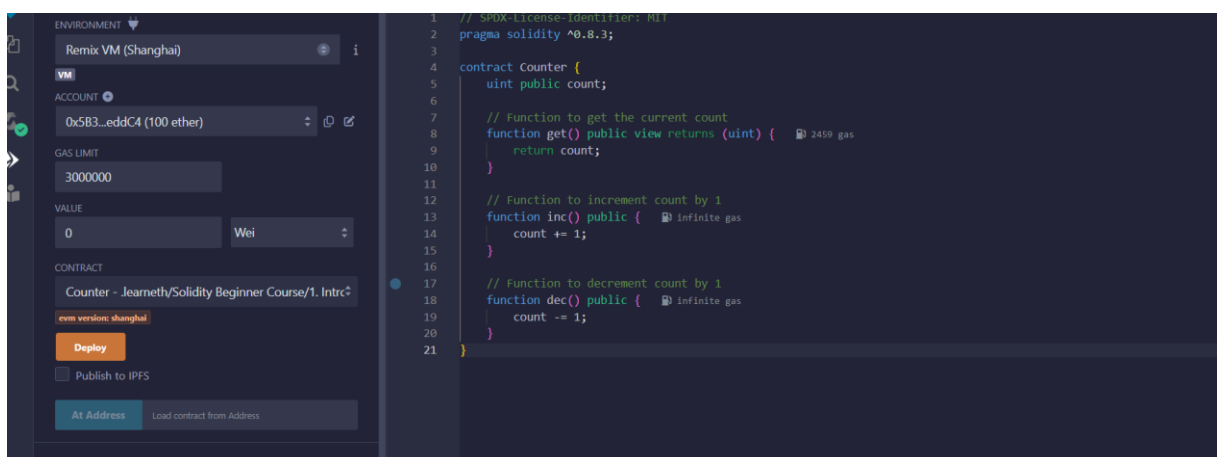 ENVIRONMENT
Remix VM (Shanghai)
i
VM
ACCOUNT
0x5B3...eddC4 (100 ether)
GAS LIMIT
3000000
VALUE
0
Wei
CONTRACT
Counter - .learneth/Solidity Beginner Course/1. Intro
evm version: shanghai
Deploy
Publish to IPFS
At Address
Load contract from Address
1 // SPDX-License-Identifier: MIT
2 pragma solidity ^0.8.3;
3
4 contract Counter {
5 uint public count;
6
7 // Function to get the current count
8 function get() public view returns (uint) { 2459 gas
9 return count;
10 }
11
12 // Function to increment count by 1
13 function inc() public { infinite gas
14 count += 1;
15 }
16
17 // Function to decrement count by 1
18 function dec() public { infinite gas
19 count -= 1;
20 }
21 }